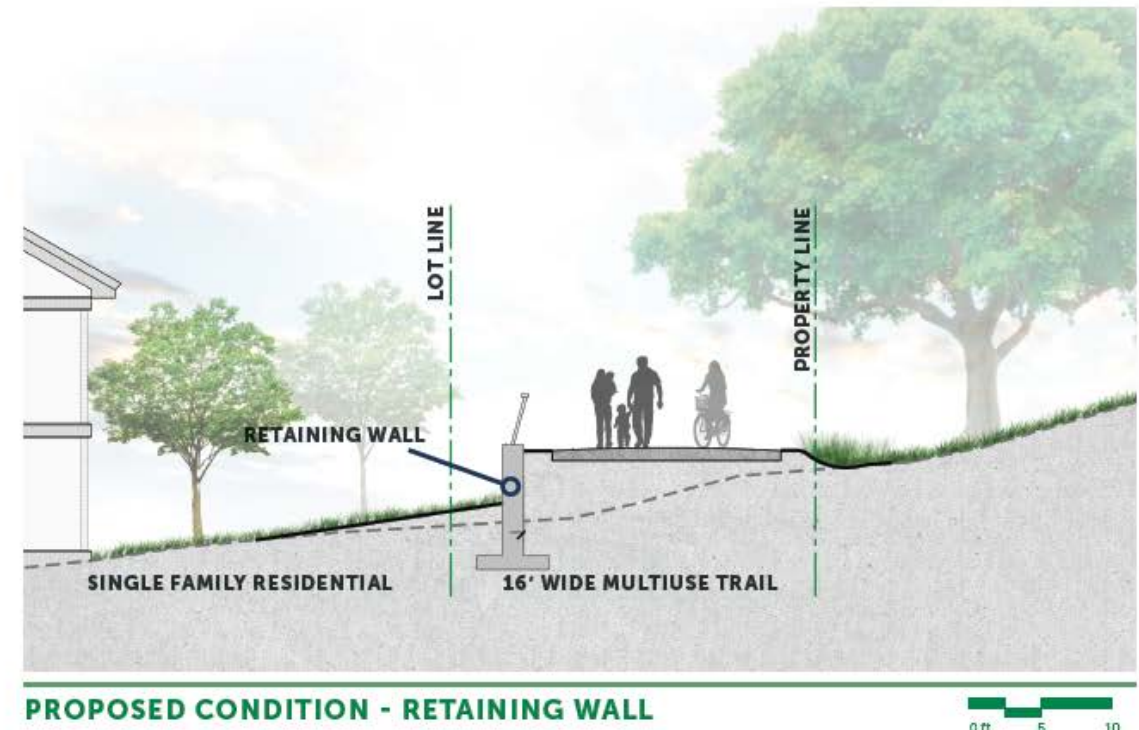 LOT LINE
PROPERTY LINE
RETAINING WALL
SINGLE FAMILY RESIDENTIAL
16' WIDE MULTIUSE TRAIL
PROPOSED CONDITION - RETAINING WALL
0 ft 5 10